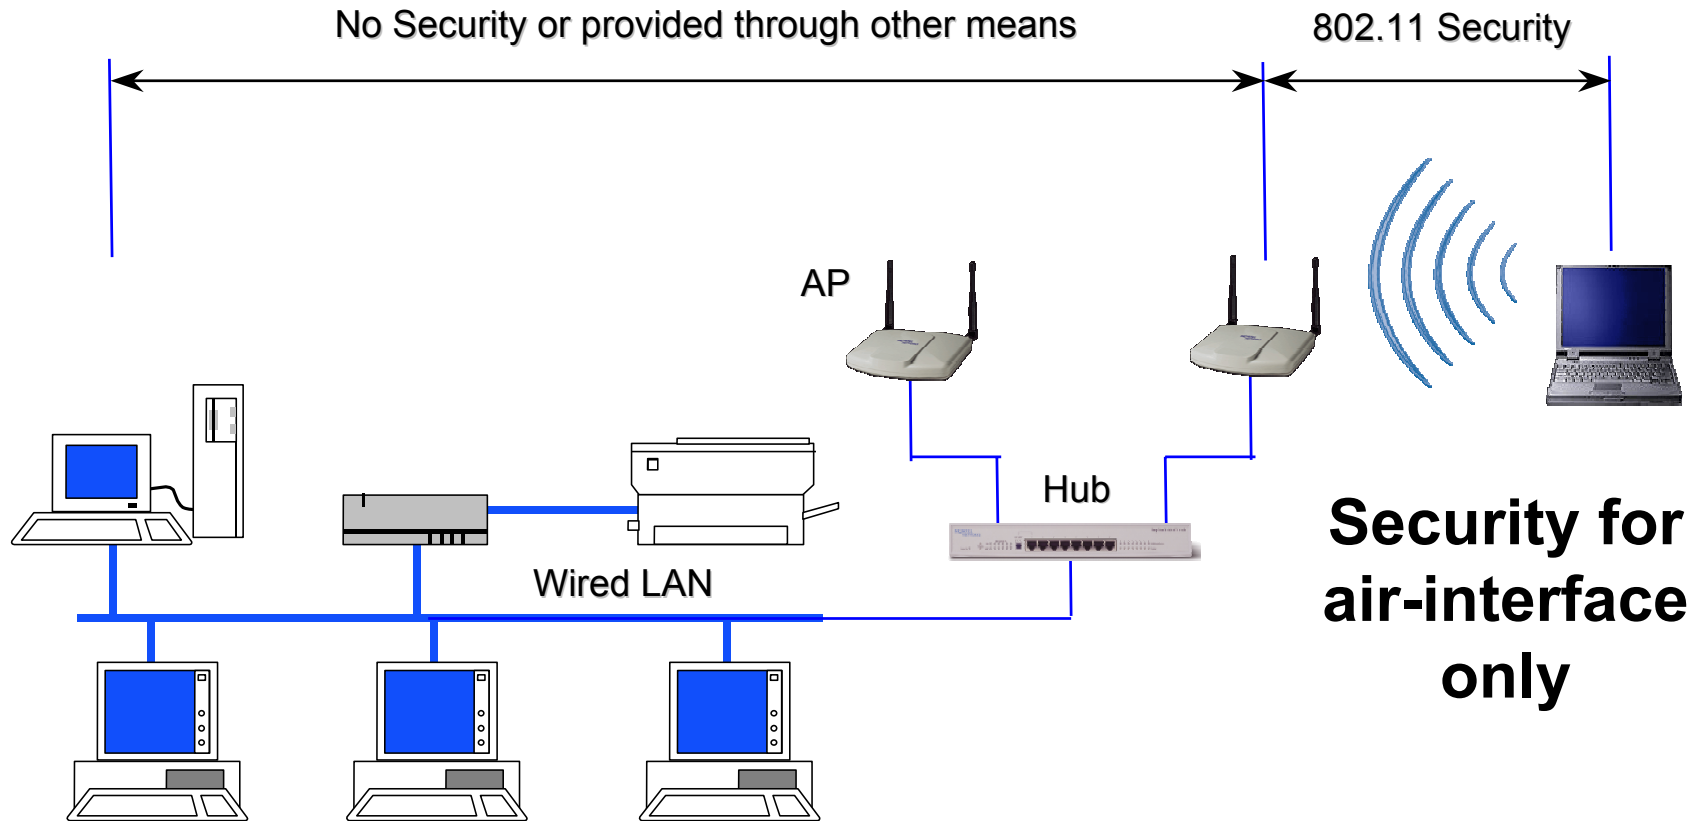 No Security or provided through other means
802.11 Security
AP
Hub
Wired LAN
Security for
air-interface
only